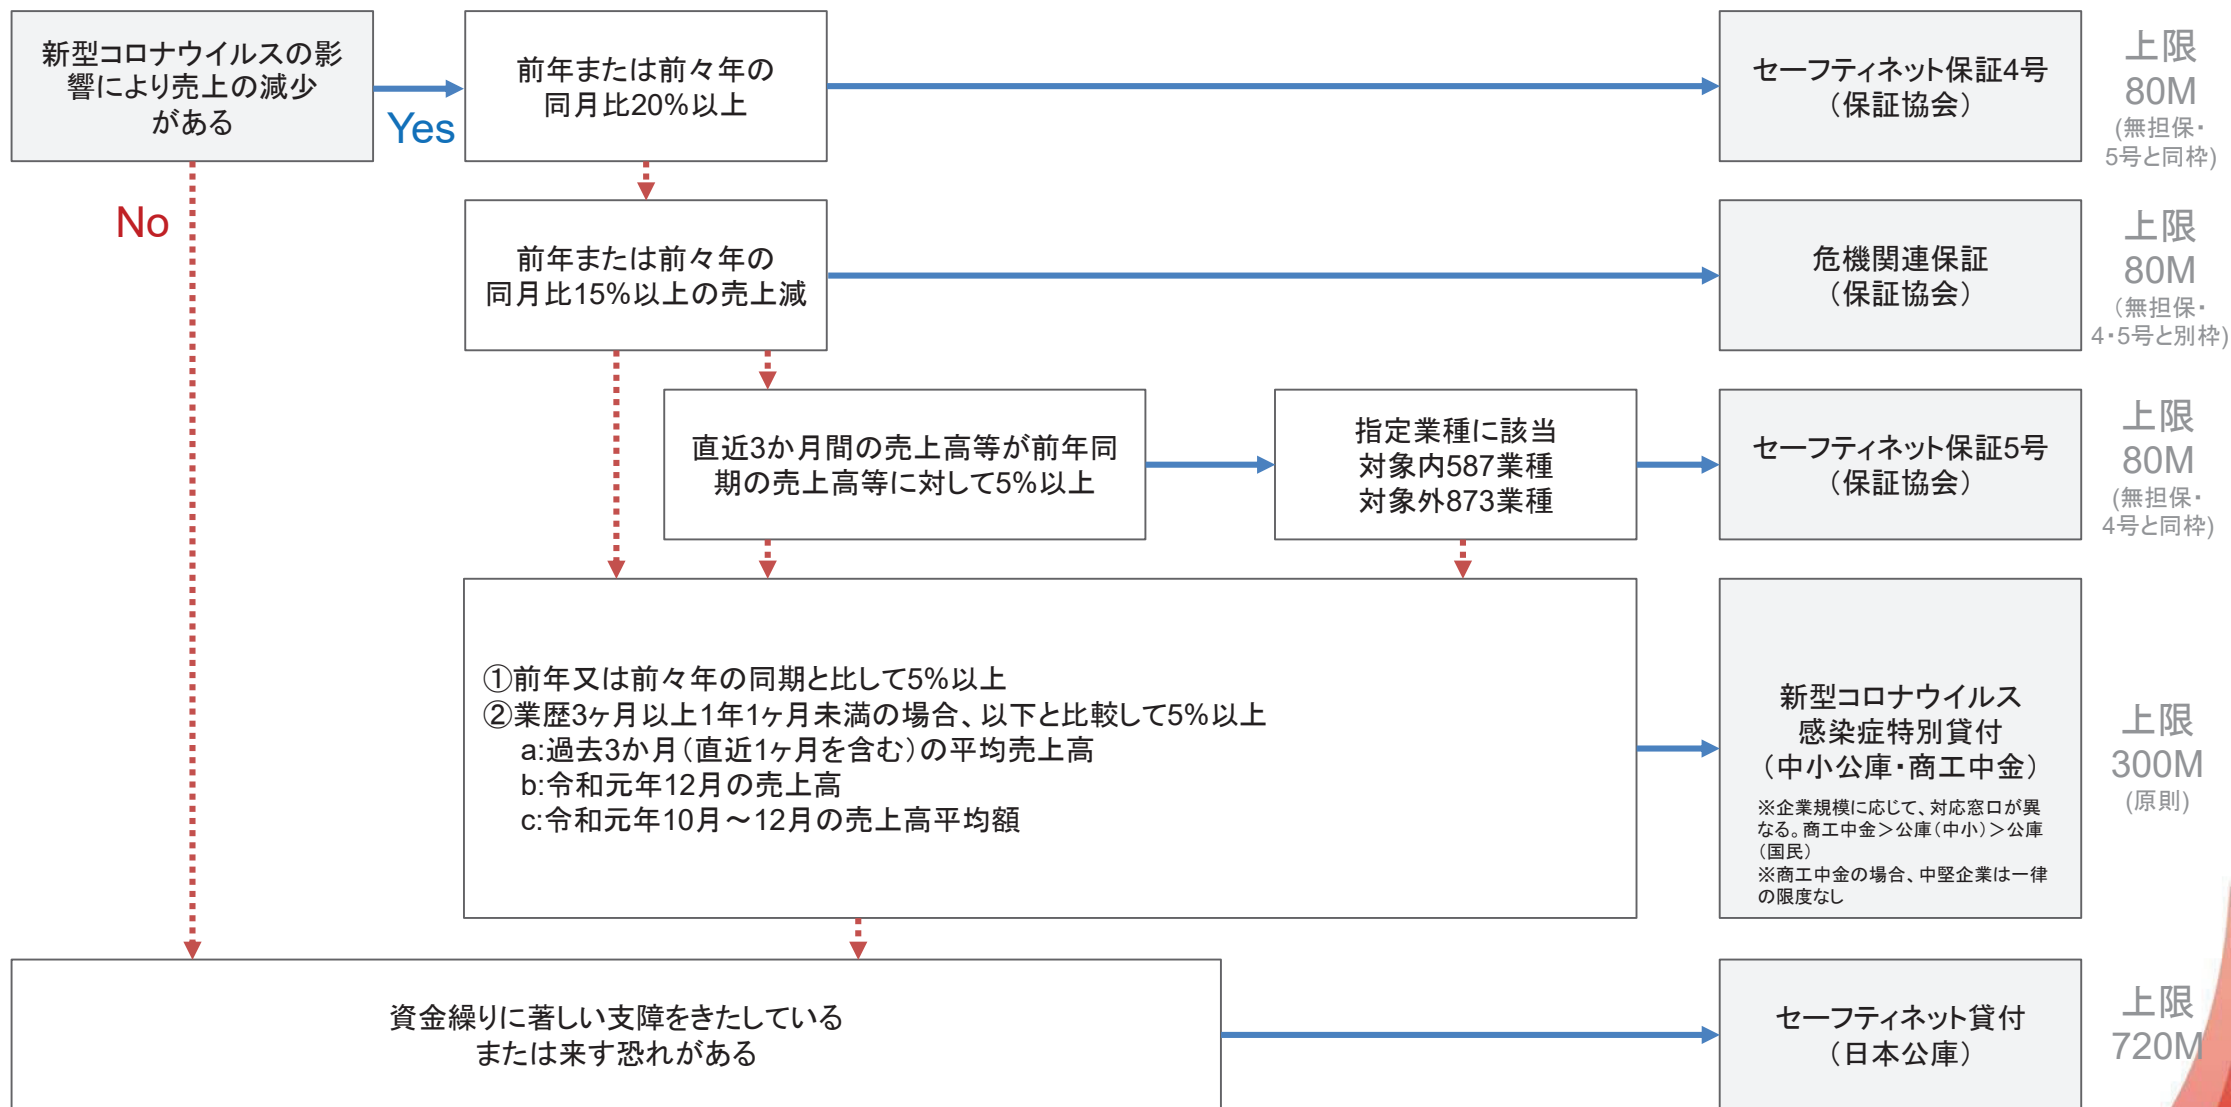 新型コロナウイルスの影
響により売上の減少
がある
Yes
No
前年または前々年の
同月比20%以上
セーフティネット保証4号
（保証協会）
上限
80M
(無担保・
5号と同枠)
前年または前々年の
同月比15%以上の売上減
危機関連保証
（保証協会）
上限
80M
（無担保・
4・5号と別枠)
直近3か月間の売上高等が前年同
期の売上高等に対して5%以上
指定業種に該当
対象内587業種
対象外873業種
セーフティネット保証5号
（保証協会）
上限
80M
(無担保・
4号と同枠)
①前年又は前々年の同期と比して5%以上
②業歴3ヶ月以上1年1ヶ月未満の場合、以下と比較して5%以上
a:過去3か月（直近1ヶ月を含む）の平均売上高
b:令和元年12月の売上高
c:令和元年10月～12月の売上高平均額
新型コロナウイルス
感染症特別貸付
（中小公庫・商工中金）
※企業規模に応じて、対応窓口が異
なる。商工中金＞公庫（中小）＞公庫
（国民）
※商工中金の場合、中堅企業は一律
の限度なし
上限
300M
(原則)
資金繰りに著しい支障をきたしている
または来す恐れがある
セーフティネット貸付
（日本公庫）
上限
720M